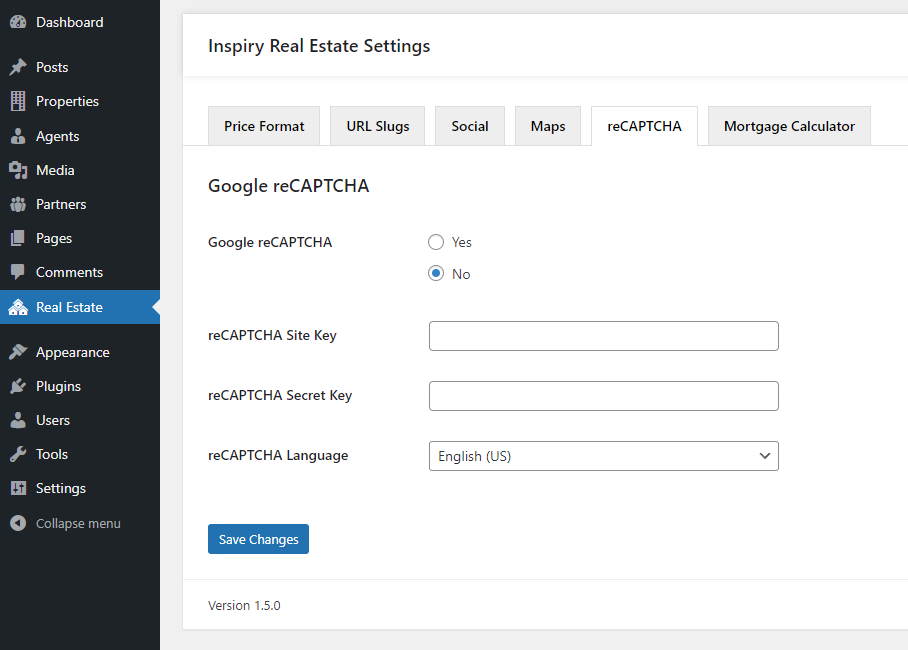 Dashboard
Posts
Properties
Agents
Media
Partners
Pages
Comments
Real Estate
Appearance
Plugins
Users
Tools
Settings
Collapse menu
Inspiry Real Estate Settings
Price Format URL Slugs Social Maps reCAPTCHA Mortgage Calculator
Google reCAPTCHA
Google reCAPTCHA Yes
No
reCAPTCHA Site Key
reCAPTCHA Secret Key
reCAPTCHA Language English (US)
Save Changes
Version 1.5.0